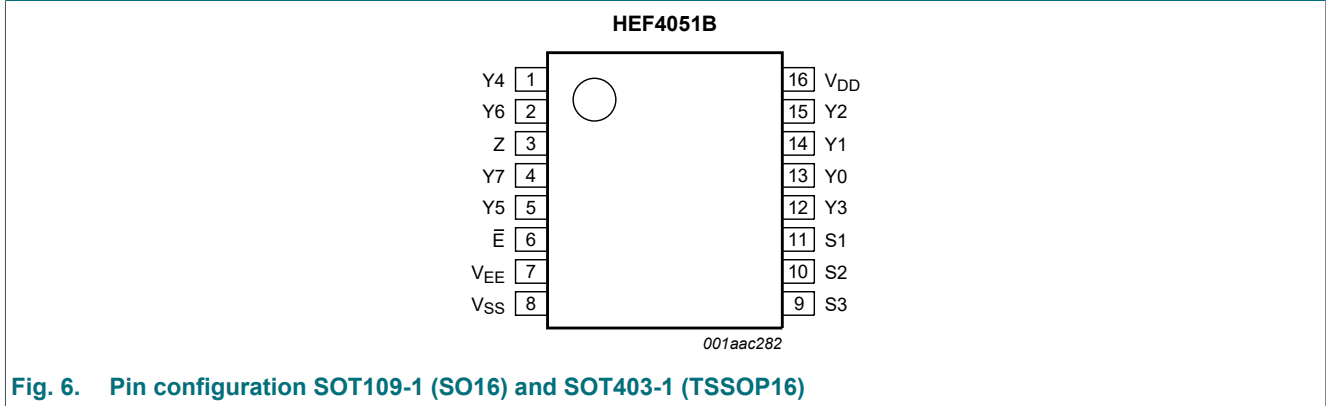 HEF4051B
Y4 1 16 VDD
Y6 2 15 Y2
Z 3 14 Y1
Y7 4 13 Y0
Y5 5 12 Y3
E̅ 6 11 S1
VEE 7 10 S2
VSS 8 9 S3
001aac282
Fig. 6. Pin configuration SOT109-1 (SO16) and SOT403-1 (TSSOP16)